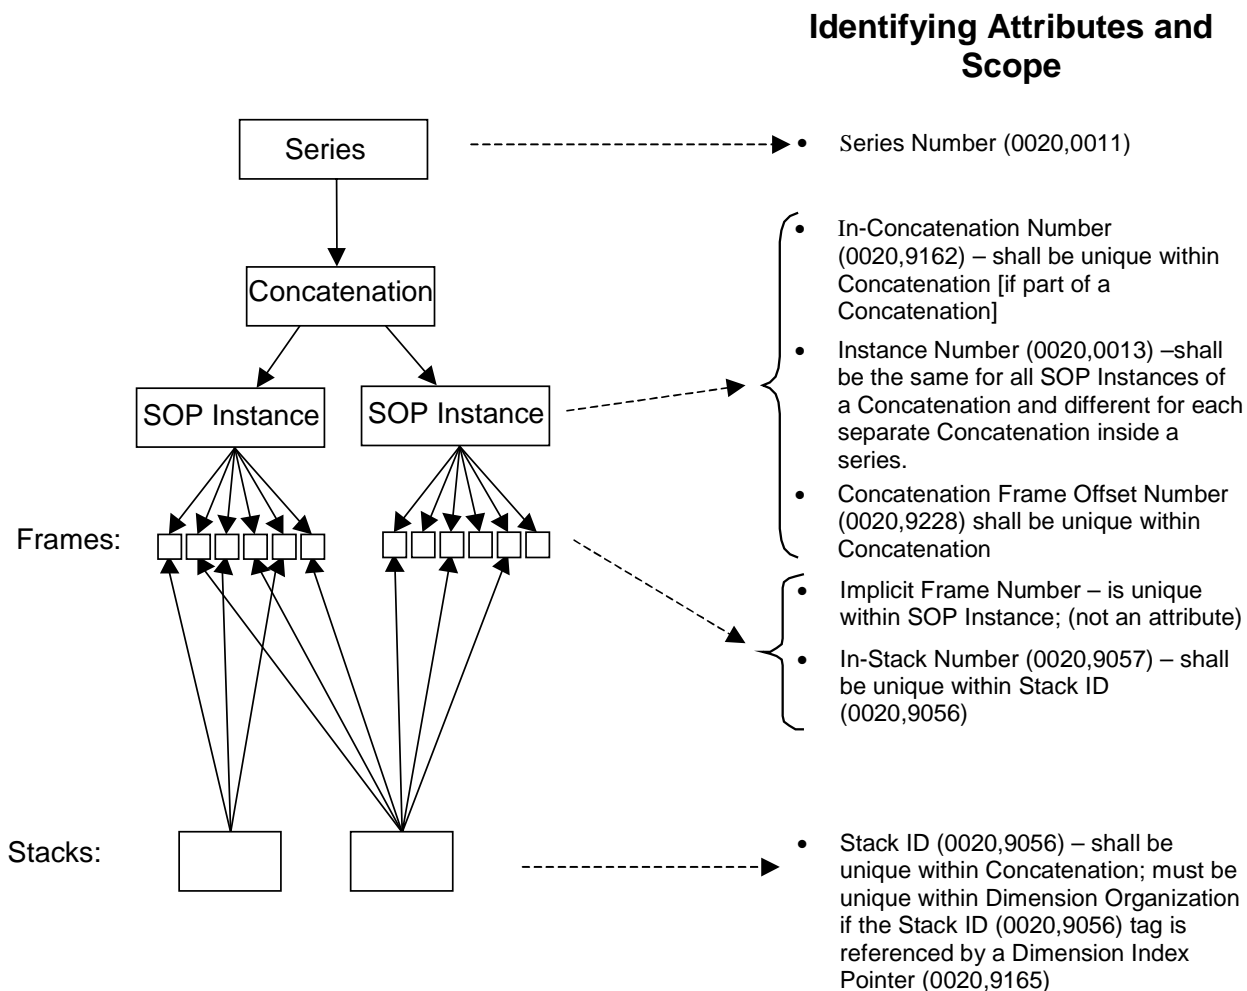 Identifying Attributes and
Scope
Series
• Series Number (0020,0011)
Concatenation
• In-Concatenation Number
(0020,9162) – shall be unique within
Concatenation [if part of a
Concatenation]
SOP Instance
SOP Instance
• Instance Number (0020,0013) –shall
be the same for all SOP Instances of
a Concatenation and different for each
separate Concatenation inside a
series.
• Concatenation Frame Offset Number
(0020,9228) shall be unique within
Concatenation
Frames:
• Implicit Frame Number – is unique
within SOP Instance; (not an attribute)
• In-Stack Number (0020,9057) – shall
be unique within Stack ID
(0020,9056)
Stacks:
• Stack ID (0020,9056) – shall be
unique within Concatenation; must be
unique within Dimension Organization
if the Stack ID (0020,9056) tag is
referenced by a Dimension Index
Pointer (0020,9165)